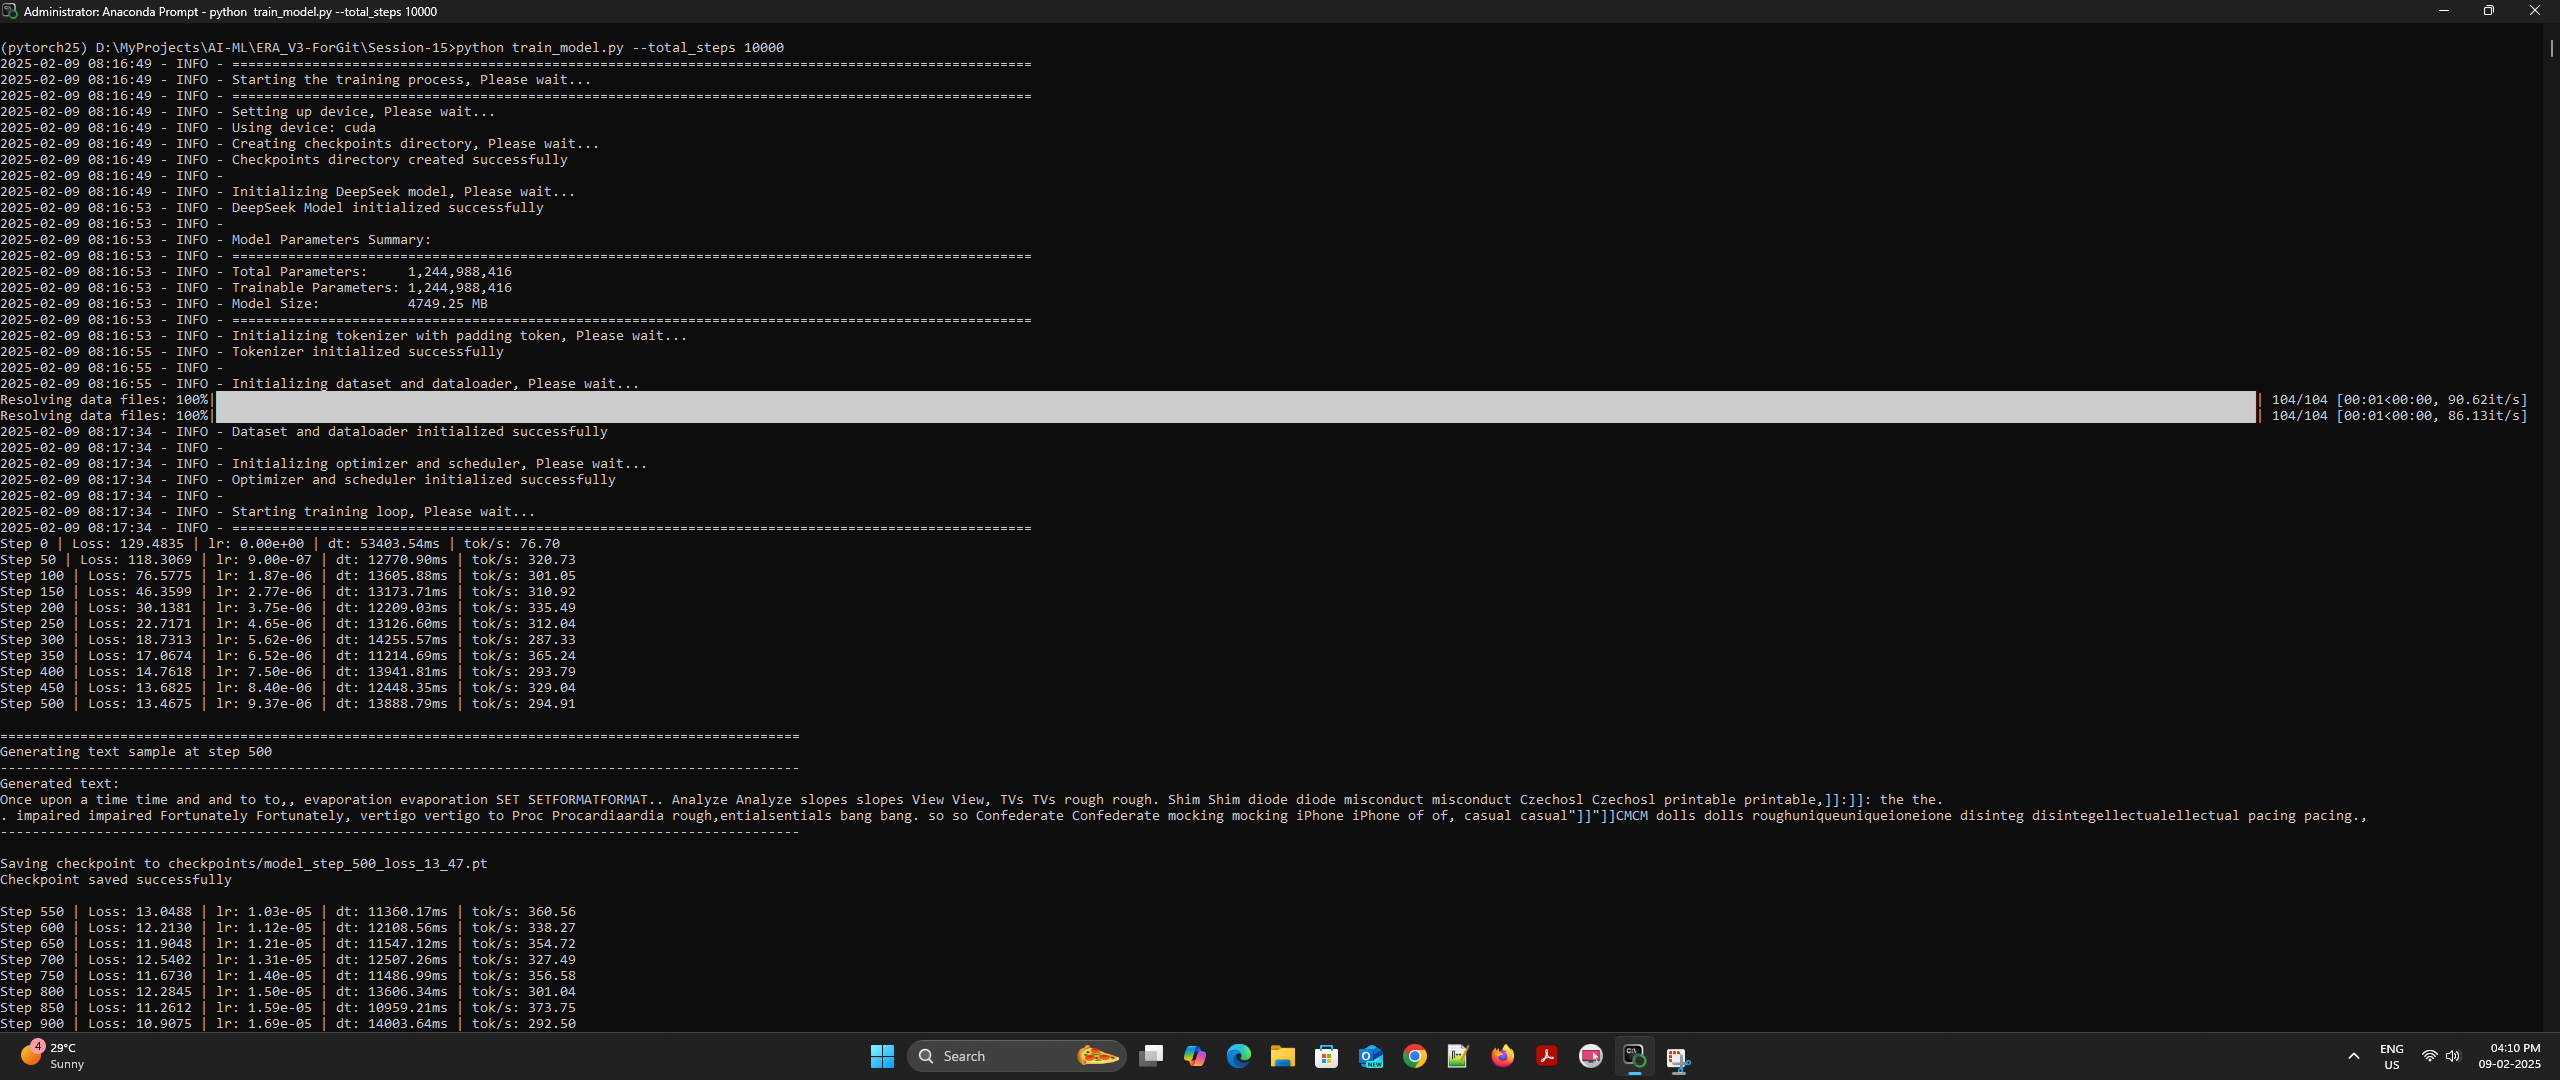 Administrator: Anaconda Prompt - python  train_model.py --total_steps 10000
(pytorch25) D:\MyProjects\AI-ML\ERA_V3-ForGit\Session-15>python train_model.py --total_steps 10000
2025-02-09 08:16:49 - INFO - ====================================================================================================
2025-02-09 08:16:49 - INFO - Starting the training process, Please wait...
2025-02-09 08:16:49 - INFO - ====================================================================================================
2025-02-09 08:16:49 - INFO - Setting up device, Please wait...
2025-02-09 08:16:49 - INFO - Using device: cuda
2025-02-09 08:16:49 - INFO - Creating checkpoints directory, Please wait...
2025-02-09 08:16:49 - INFO - Checkpoints directory created successfully
2025-02-09 08:16:49 - INFO -
2025-02-09 08:16:49 - INFO - Initializing DeepSeek model, Please wait...
2025-02-09 08:16:53 - INFO - DeepSeek Model initialized successfully
2025-02-09 08:16:53 - INFO -
2025-02-09 08:16:53 - INFO - Model Parameters Summary:
2025-02-09 08:16:53 - INFO - ====================================================================================================
2025-02-09 08:16:53 - INFO - Total Parameters:     1,244,988,416
2025-02-09 08:16:53 - INFO - Trainable Parameters: 1,244,988,416
2025-02-09 08:16:53 - INFO - Model Size:           4749.25 MB
2025-02-09 08:16:53 - INFO - ====================================================================================================
2025-02-09 08:16:53 - INFO - Initializing tokenizer with padding token, Please wait...
2025-02-09 08:16:55 - INFO - Tokenizer initialized successfully
2025-02-09 08:16:55 - INFO -
2025-02-09 08:16:55 - INFO - Initializing dataset and dataloader, Please wait...
Resolving data files: 100%| | 104/104 [00:01<00:00, 90.62it/s]
Resolving data files: 100%| | 104/104 [00:01<00:00, 86.13it/s]
2025-02-09 08:17:34 - INFO - Dataset and dataloader initialized successfully
2025-02-09 08:17:34 - INFO -
2025-02-09 08:17:34 - INFO - Initializing optimizer and scheduler, Please wait...
2025-02-09 08:17:34 - INFO - Optimizer and scheduler initialized successfully
2025-02-09 08:17:34 - INFO -
2025-02-09 08:17:34 - INFO - Starting training loop, Please wait...
2025-02-09 08:17:34 - INFO - ====================================================================================================
Step 0 | Loss: 129.4835 | lr: 0.00e+00 | dt: 53403.54ms | tok/s: 76.70
Step 50 | Loss: 118.3069 | lr: 9.00e-07 | dt: 12770.90ms | tok/s: 320.73
Step 100 | Loss: 76.5775 | lr: 1.87e-06 | dt: 13605.88ms | tok/s: 301.05
Step 150 | Loss: 46.3599 | lr: 2.77e-06 | dt: 13173.71ms | tok/s: 310.92
Step 200 | Loss: 30.1381 | lr: 3.75e-06 | dt: 12209.03ms | tok/s: 335.49
Step 250 | Loss: 22.7171 | lr: 4.65e-06 | dt: 13126.60ms | tok/s: 312.04
Step 300 | Loss: 18.7313 | lr: 5.62e-06 | dt: 14255.57ms | tok/s: 287.33
Step 350 | Loss: 17.0674 | lr: 6.52e-06 | dt: 11214.69ms | tok/s: 365.24
Step 400 | Loss: 14.7618 | lr: 7.50e-06 | dt: 13941.81ms | tok/s: 293.79
Step 450 | Loss: 13.6825 | lr: 8.40e-06 | dt: 12448.35ms | tok/s: 329.04
Step 500 | Loss: 13.4675 | lr: 9.37e-06 | dt: 13888.79ms | tok/s: 294.91
====================================================================================================
Generating text sample at step 500
----------------------------------------------------------------------------------------------------
Generated text:
Once upon a time time and and to to,, evaporation evaporation SET SETFORMATFORMAT.. Analyze Analyze slopes slopes View View, TVs TVs rough rough. Shim Shim diode diode misconduct misconduct Czechosl Czechosl printable printable,]]:]]: the the.
. impaired impaired Fortunately Fortunately, vertigo vertigo to Proc Procardiaardia rough,entialsentials bang bang. so so Confederate Confederate mocking mocking iPhone iPhone of of, casual casual"]]"]]CMCM dolls dolls roughuniqueuniqueioneione disinteg disintegellectualellectual pacing pacing.,
----------------------------------------------------------------------------------------------------
Saving checkpoint to checkpoints/model_step_500_loss_13_47.pt
Checkpoint saved successfully
Step 550 | Loss: 13.0488 | lr: 1.03e-05 | dt: 11360.17ms | tok/s: 360.56
Step 600 | Loss: 12.2130 | lr: 1.12e-05 | dt: 12108.56ms | tok/s: 338.27
Step 650 | Loss: 11.9048 | lr: 1.21e-05 | dt: 11547.12ms | tok/s: 354.72
Step 700 | Loss: 12.5402 | lr: 1.31e-05 | dt: 12507.26ms | tok/s: 327.49
Step 750 | Loss: 11.6730 | lr: 1.40e-05 | dt: 11486.99ms | tok/s: 356.58
Step 800 | Loss: 12.2845 | lr: 1.50e-05 | dt: 13606.34ms | tok/s: 301.04
Step 850 | Loss: 11.2612 | lr: 1.59e-05 | dt: 10959.21ms | tok/s: 373.75
Step 900 | Loss: 10.9075 | lr: 1.69e-05 | dt: 14003.64ms | tok/s: 292.50
4
29°C
Sunny
Search
NEW
ENG
US
04:10 PM
09-02-2025